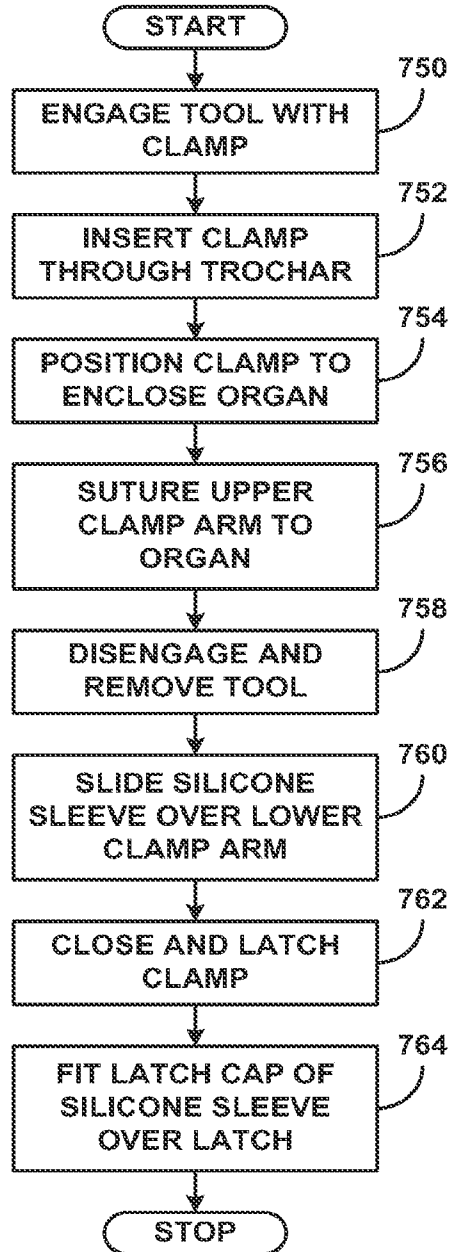 START
750
ENGAGE TOOL WITH
CLAMP
752
INSERT CLAMP
THROUGH TROCHAR
754
POSITION CLAMP TO
ENCLOSE ORGAN
756
SUTURE UPPER
CLAMP ARM TO
ORGAN
758
DISENGAGE AND
REMOVE TOOL
760
SLIDE SILICONE
SLEEVE OVER LOWER
CLAMP ARM
762
CLOSE AND LATCH
CLAMP
764
FIT LATCH CAP OF
SILICONE SLEEVE
OVER LATCH
STOP